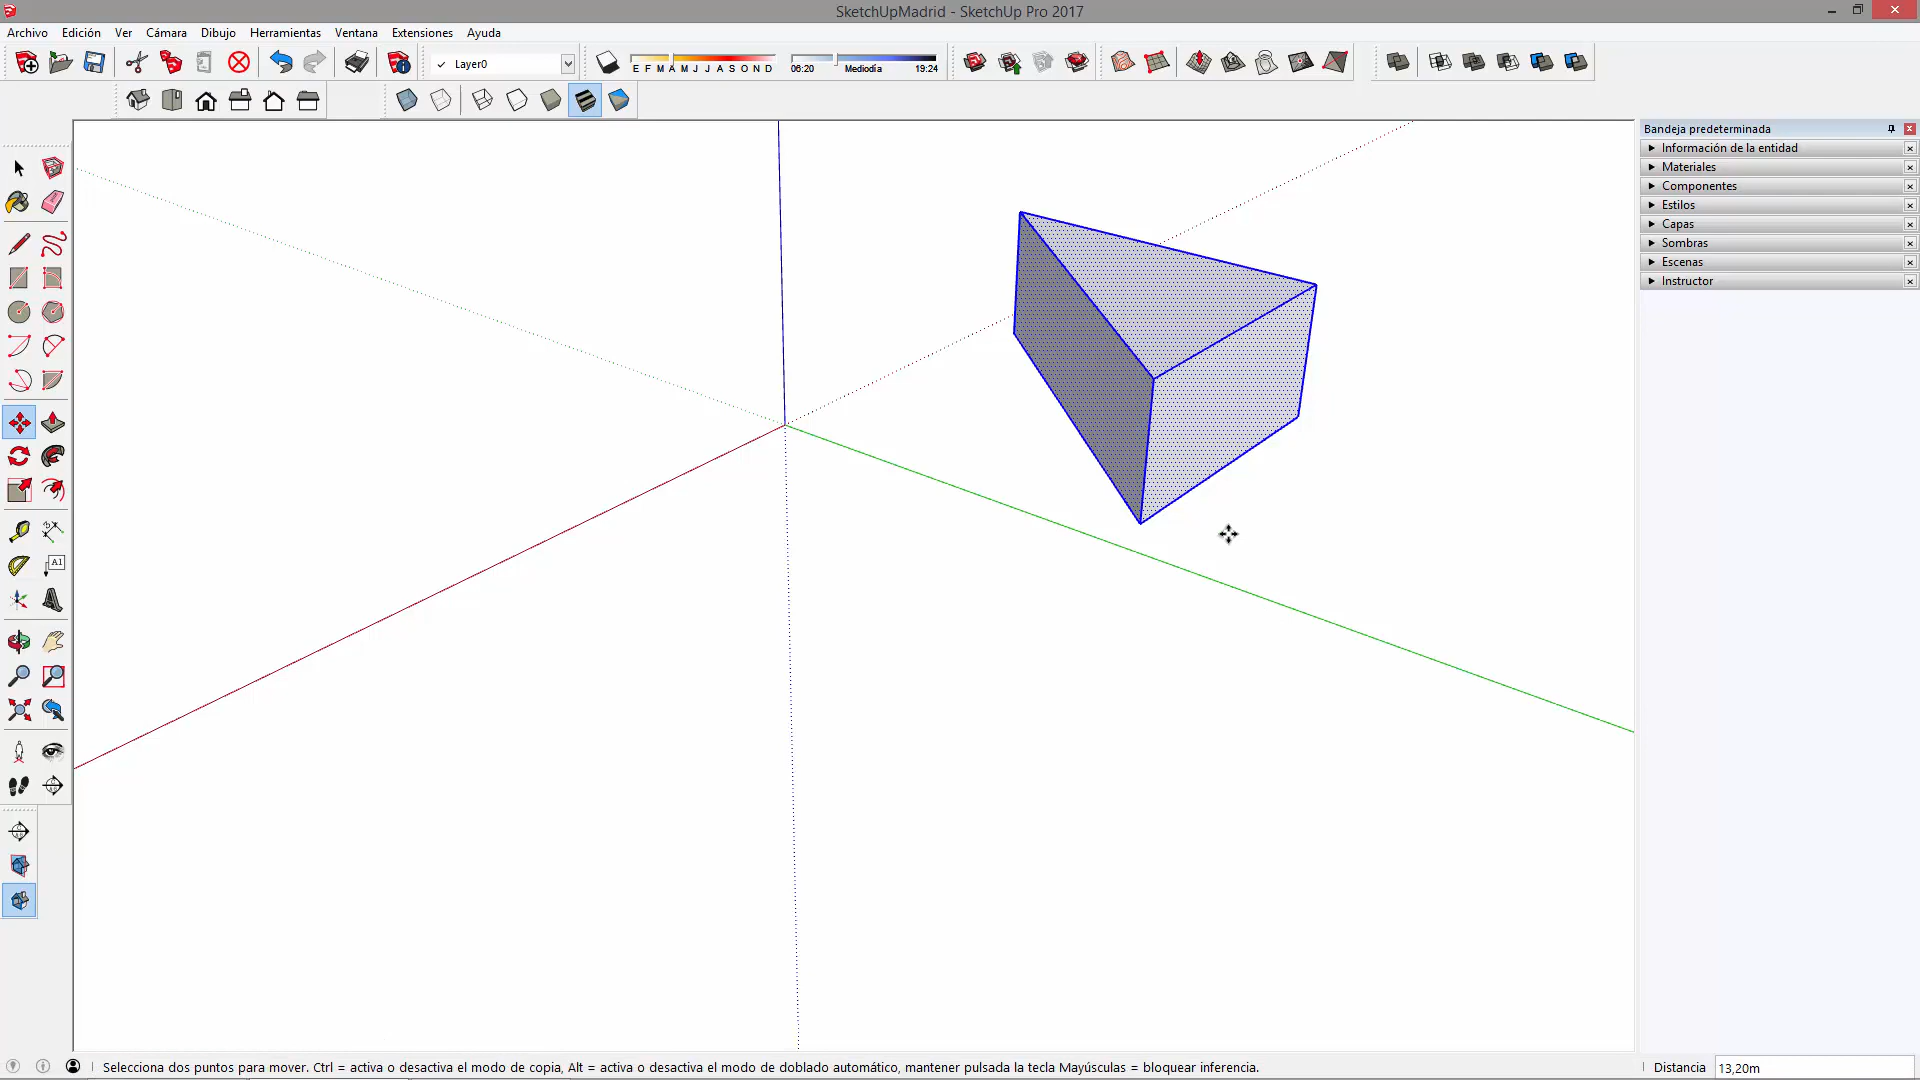 SketchUpMadrid - SketchUp Pro 2017
Archivo Edición Ver Cámara Dibujo Herramientas Ventana Extensiones Ayuda
Layer0
E F M A M J J A S O N D
06:20 Mediodía 19:24
Bandeja predeterminada
Información de la entidad
Materiales
Componentes
Estilos
Capas
Sombras
Escenas
Instructor
A1
Selecciona dos puntos para mover. Ctrl = activa o desactiva el modo de copia, Alt = activa o desactiva el modo de doblado automático, mantener pulsada la tecla Mayúsculas = bloquear inferencia.
Distancia 13,20m